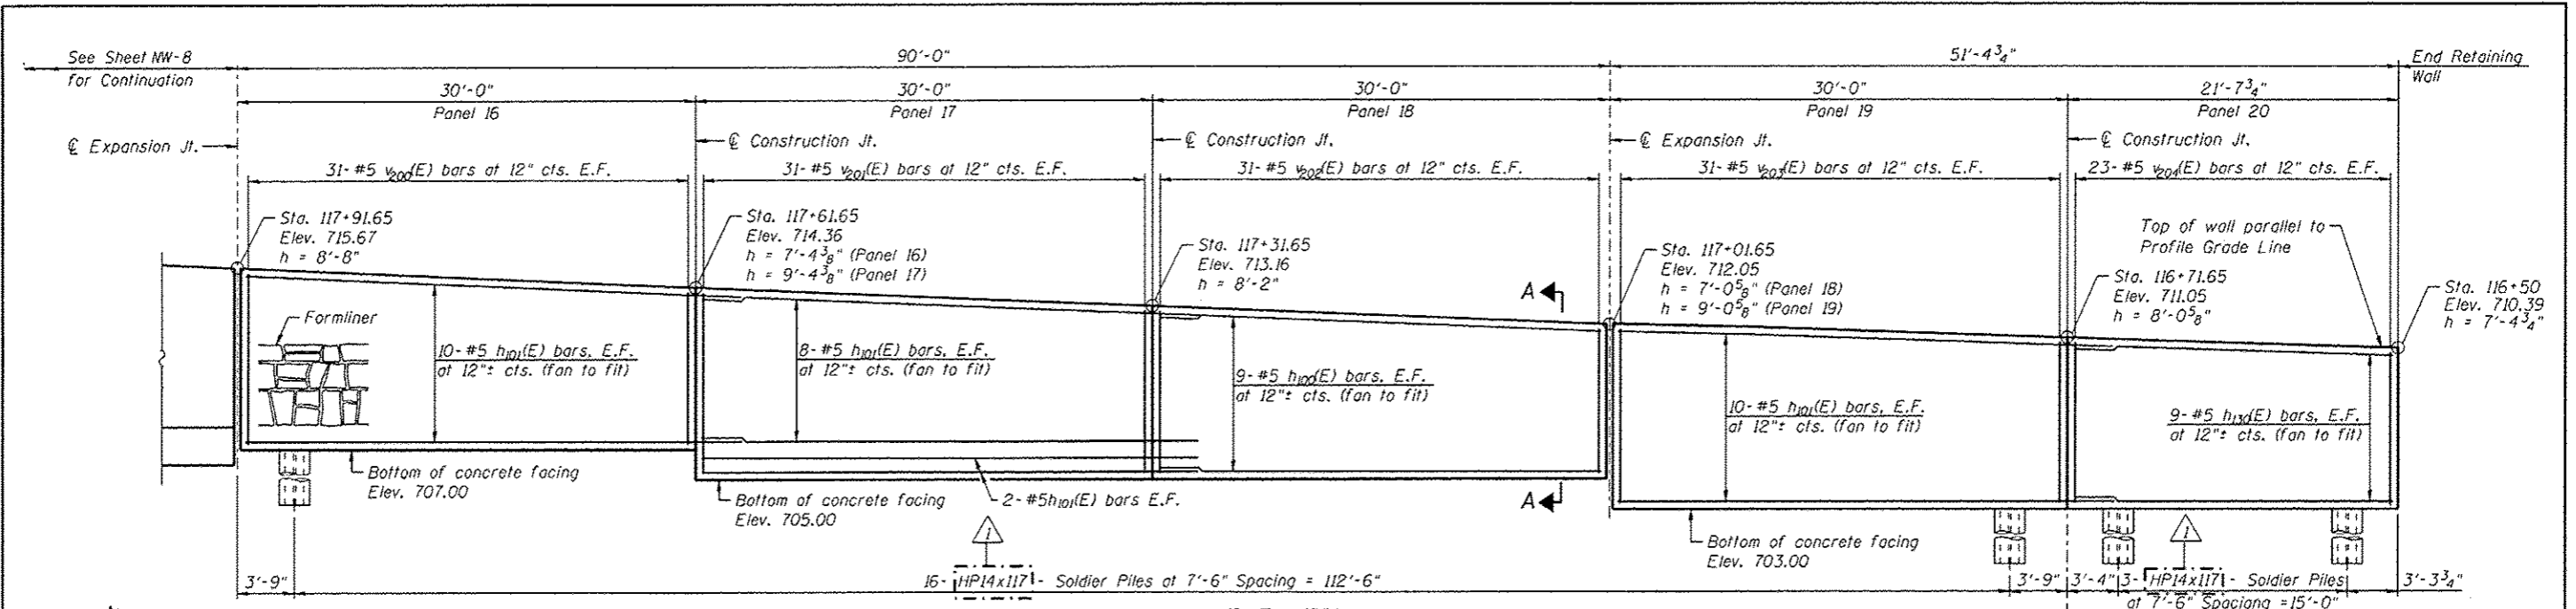 See Sheet NW-8
for Continuation
90'-0"
51'-4 3/4"
End Retaining
Wall
30'-0"
Panel 16
30'-0"
Panel 17
30'-0"
Panel 18
30'-0"
Panel 19
21'-7 3/4"
Panel 20
℄ Expansion Jt.
℄ Construction Jt.
℄ Construction Jt.
℄ Expansion Jt.
℄ Construction Jt.
31- #5 v200(E) bars at 12" cts. E.F.
31- #5 v201(E) bars at 12" cts. E.F.
31- #5 v202(E) bars at 12" cts. E.F.
31- #5 v203(E) bars at 12" cts. E.F.
23- #5 v204(E) bars at 12" cts. E.F.
Sta. 117+91.65
Elev. 715.67
h = 8'-8"
Sta. 117+61.65
Elev. 714.36
h = 7'-4 3/8" (Panel 16)
h = 9'-4 3/8" (Panel 17)
Sta. 117+31.65
Elev. 713.16
h = 8'-2"
Sta. 117+01.65
Elev. 712.05
h = 7'-0 5/8" (Panel 18)
h = 9'-0 5/8" (Panel 19)
Top of wall parallel to
Profile Grade Line
Sta. 116+71.65
Elev. 711.05
h = 8'-0 5/8"
Sta. 116+50
Elev. 710.39
h = 7'-4 3/4"
A
Formliner
10- #5 h101(E) bars, E.F.
at 12"± cts. (fan to fit)
8- #5 h101(E) bars, E.F.
at 12"± cts. (fan to fit)
9- #5 h100(E) bars, E.F.
at 12"± cts. (fan to fit)
10- #5 h101(E) bars, E.F.
at 12"± cts. (fan to fit)
9- #5 h130(E) bars, E.F.
at 12"± cts. (fan to fit)
Bottom of concrete facing
Elev. 707.00
Bottom of concrete facing
Elev. 705.00
2- #5h101(E) bars E.F.
A
Bottom of concrete facing
Elev. 703.00
1
1
3'-9"
16- HP14x117 - Soldier Piles at 7'-6" Spacing = 112'-6"
3'-9"
3'-4"
3- HP14x117 - Soldier Piles
at 7'-6" Spaciang =15'-0"
3'-3 3/4"